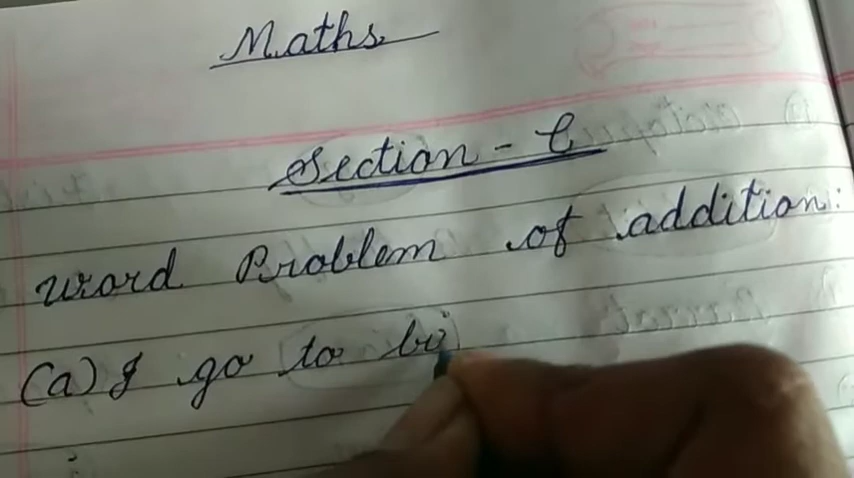 Maths
Section - C
Word Problem of addition:
(a) I go to